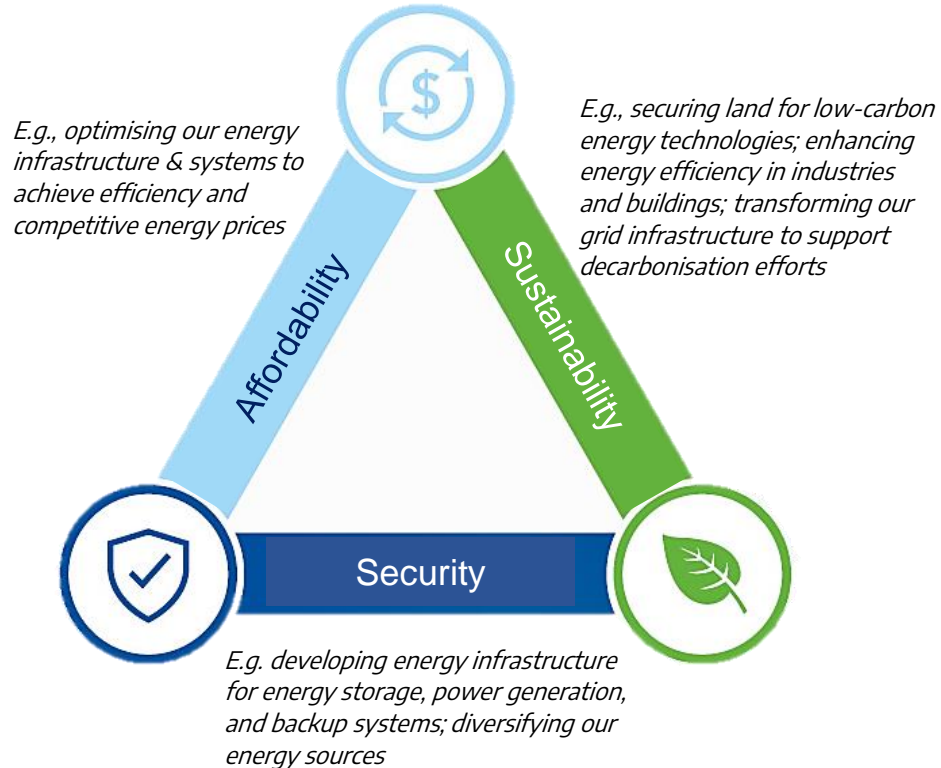 $
E.g., optimising our energy
infrastructure & systems to
achieve efficiency and
competitive energy prices
E.g., securing land for low-carbon
energy technologies; enhancing
energy efficiency in industries
and buildings; transforming our
grid infrastructure to support
decarbonisation efforts
Affordability
Sustainability
Security
E.g. developing energy infrastructure
for energy storage, power generation,
and backup systems; diversifying our
energy sources